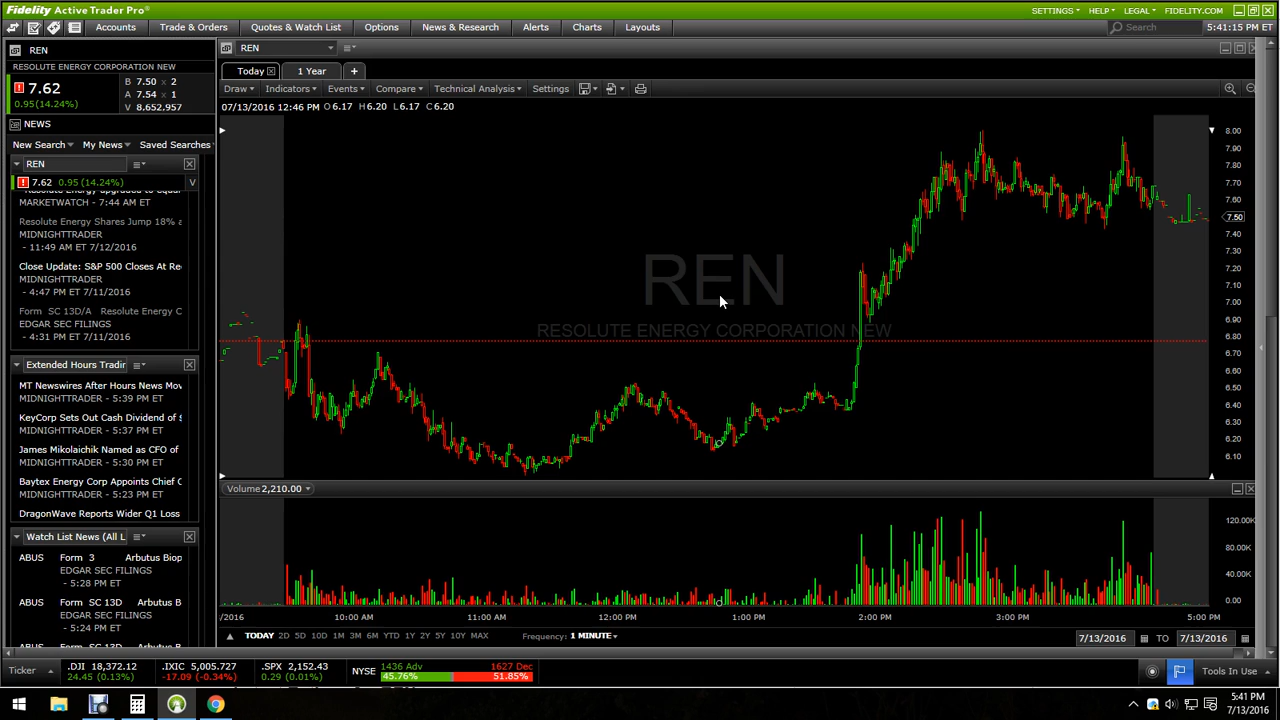 Fidelity Active Trader Pro®
SETTINGS HELP LEGAL FIDELITY.COM
Accounts Trade & Orders Quotes & Watch List Options News & Research Alerts Charts Layouts Search 5:41:15 PM ET
REN
RESOLUTE ENERGY CORPORATION NEW
7.62
0.95 (14.24%)
B 7.50 x 2
A 7.54 x 1
V 8,652,957
NEWS
New Search My News Saved Searches
REN
7.62 0.95 (14.24%) V
MARKETWATCH - 7:44 AM ET
Resolute Energy Shares Jump 18% a
MIDNIGHTTRADER
- 11:49 AM ET 7/12/2016
Close Update: S&P 500 Closes At Re
MIDNIGHTTRADER
- 4:47 PM ET 7/11/2016
Form SC 13D/A Resolute Energy C
EDGAR SEC FILINGS
- 4:31 PM ET 7/11/2016
Extended Hours Tradin
MT Newswires After Hours News Mov
MIDNIGHTTRADER - 5:39 PM ET
KeyCorp Sets Out Cash Dividend of $
MIDNIGHTTRADER - 5:37 PM ET
James Mikolaichik Named as CFO of
MIDNIGHTTRADER - 5:30 PM ET
Baytex Energy Corp Appoints Chief C
MIDNIGHTTRADER - 5:23 PM ET
DragonWave Reports Wider Q1 Loss
Watch List News (All L
ABUS Form 3 Arbutus Biop
EDGAR SEC FILINGS
- 5:28 PM ET
ABUS Form SC 13D Arbutus B
EDGAR SEC FILINGS
- 5:24 PM ET
REN
Today 1 Year +
Draw Indicators Events Compare Technical Analysis Settings
07/13/2016 12:46 PM O 6.17 H 6.20 L 6.17 C 6.20
REN
RESOLUTE ENERGY CORPORATION NEW
8.00
7.90
7.80
7.70
7.60
7.50
7.40
7.30
7.20
7.10
7.00
6.90
6.80
6.70
6.60
6.50
6.40
6.30
6.20
6.10
Volume 2,210.00
120.00K
80.00K
40.00K
0.00
/2016 10:00 AM 11:00 AM 12:00 PM 1:00 PM 2:00 PM 3:00 PM 5:00 PM
TODAY 2D 5D 10D 1M 3M 6M YTD 1Y 2Y 5Y 10Y MAX Frequency: 1 MINUTE 7/13/2016 TO 7/13/2016
Ticker
.DJI 18,372.12
24.45 (0.13%)
.IXIC 5,005.727
-17.09 (-0.34%)
.SPX 2,152.43
0.29 (0.01%)
NYSE
1436 Adv 1627 Dec
45.76% 51.85%
Tools In Use
5:41 PM
7/13/2016